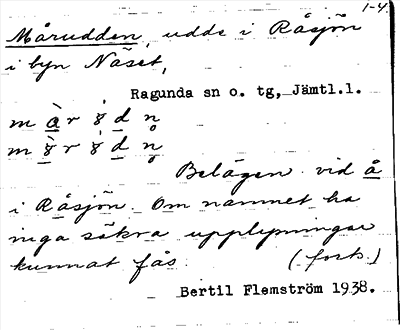 1-4.
Mårudden, udde i Råsjön
i byn Näset,
Ragunda sn o. tg, Jämtl.l.
Belägen vid å
i Råsjön. Om namnet ha
inga säkra upplysningar
kunnat fås. (forts.)
Bertil Flemström 1938.